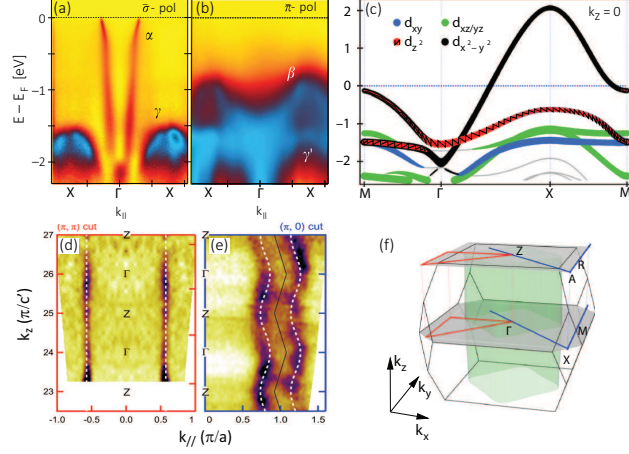 (a) σ- pol
α
γ
E − E_F [eV]
0
−1
−2
X Γ X
k_||
(b) π- pol
β
γ'
X Γ X
k_||
(c) k_z = 0
d_xy d_xz/yz
d_z² d_x²−y²
2
1
0
-1
-2
M Γ X M
(π, π) cut
(d)
Z
Γ
Z
Γ
Z
k_z (π/c')
27
26
25
24
23
-1.0 -0.5 0 0.5 1.0
(π, 0) cut
(e)
0 0.5 1.0 1.5
k_// (π/a)
(f)
Z
R
A
Γ
M
X
k_z
k_y
k_x